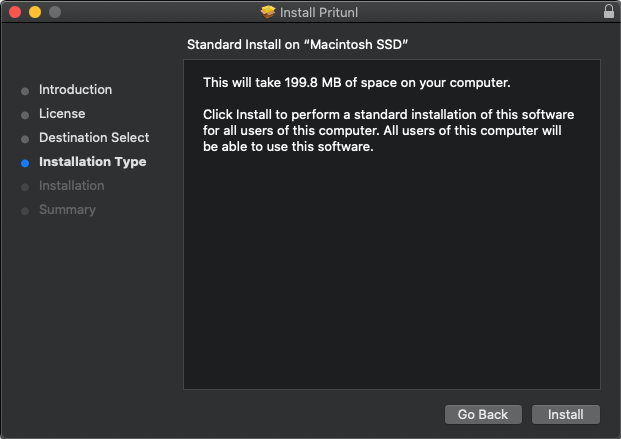 Install Pritunl
Standard Install on “Macintosh SSD”
Introduction
License
Destination Select
Installation Type
Installation
Summary
This will take 199.8 MB of space on your computer.
Click Install to perform a standard installation of this software
for all users of this computer. All users of this computer will
be able to use this software.
Go Back
Install